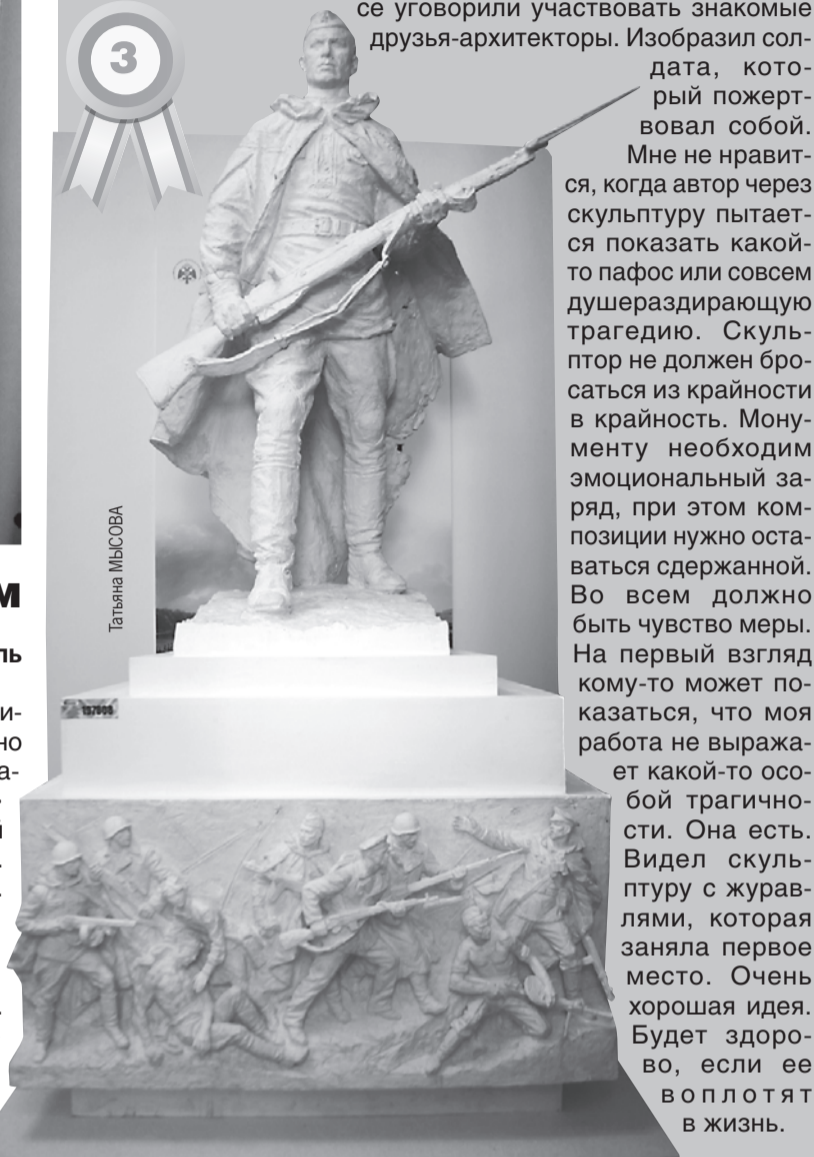 3
се уговорили участвовать знакомые
друзья-архитекторы. Изобразил сол-
дата, кото-
рый пожерт-
вовал собой.
Мне не нравит-
ся, когда автор через
скульптуру пытает-
ся показать какой-
то пафос или совсем
душераздирающую
трагедию. Скуль-
птор не должен бро-
саться из крайности
в крайность. Мону-
менту необходим
эмоциональный за-
ряд, при этом ком-
позиции нужно оста-
ваться сдержанной.
Во всем должно
быть чувство меры.
На первый взгляд
кому-то может по-
казаться, что моя
работа не выража-
ет какой-то осо-
бой трагично-
сти. Она есть.
Видел скуль-
птуру с журав-
лями, которая
заняла первое
место. Очень
хорошая идея.
Будет здоро-
во, если ее
воплотят
в жизнь.
Татьяна МЫСОВА
м
ль
и-
но
а-